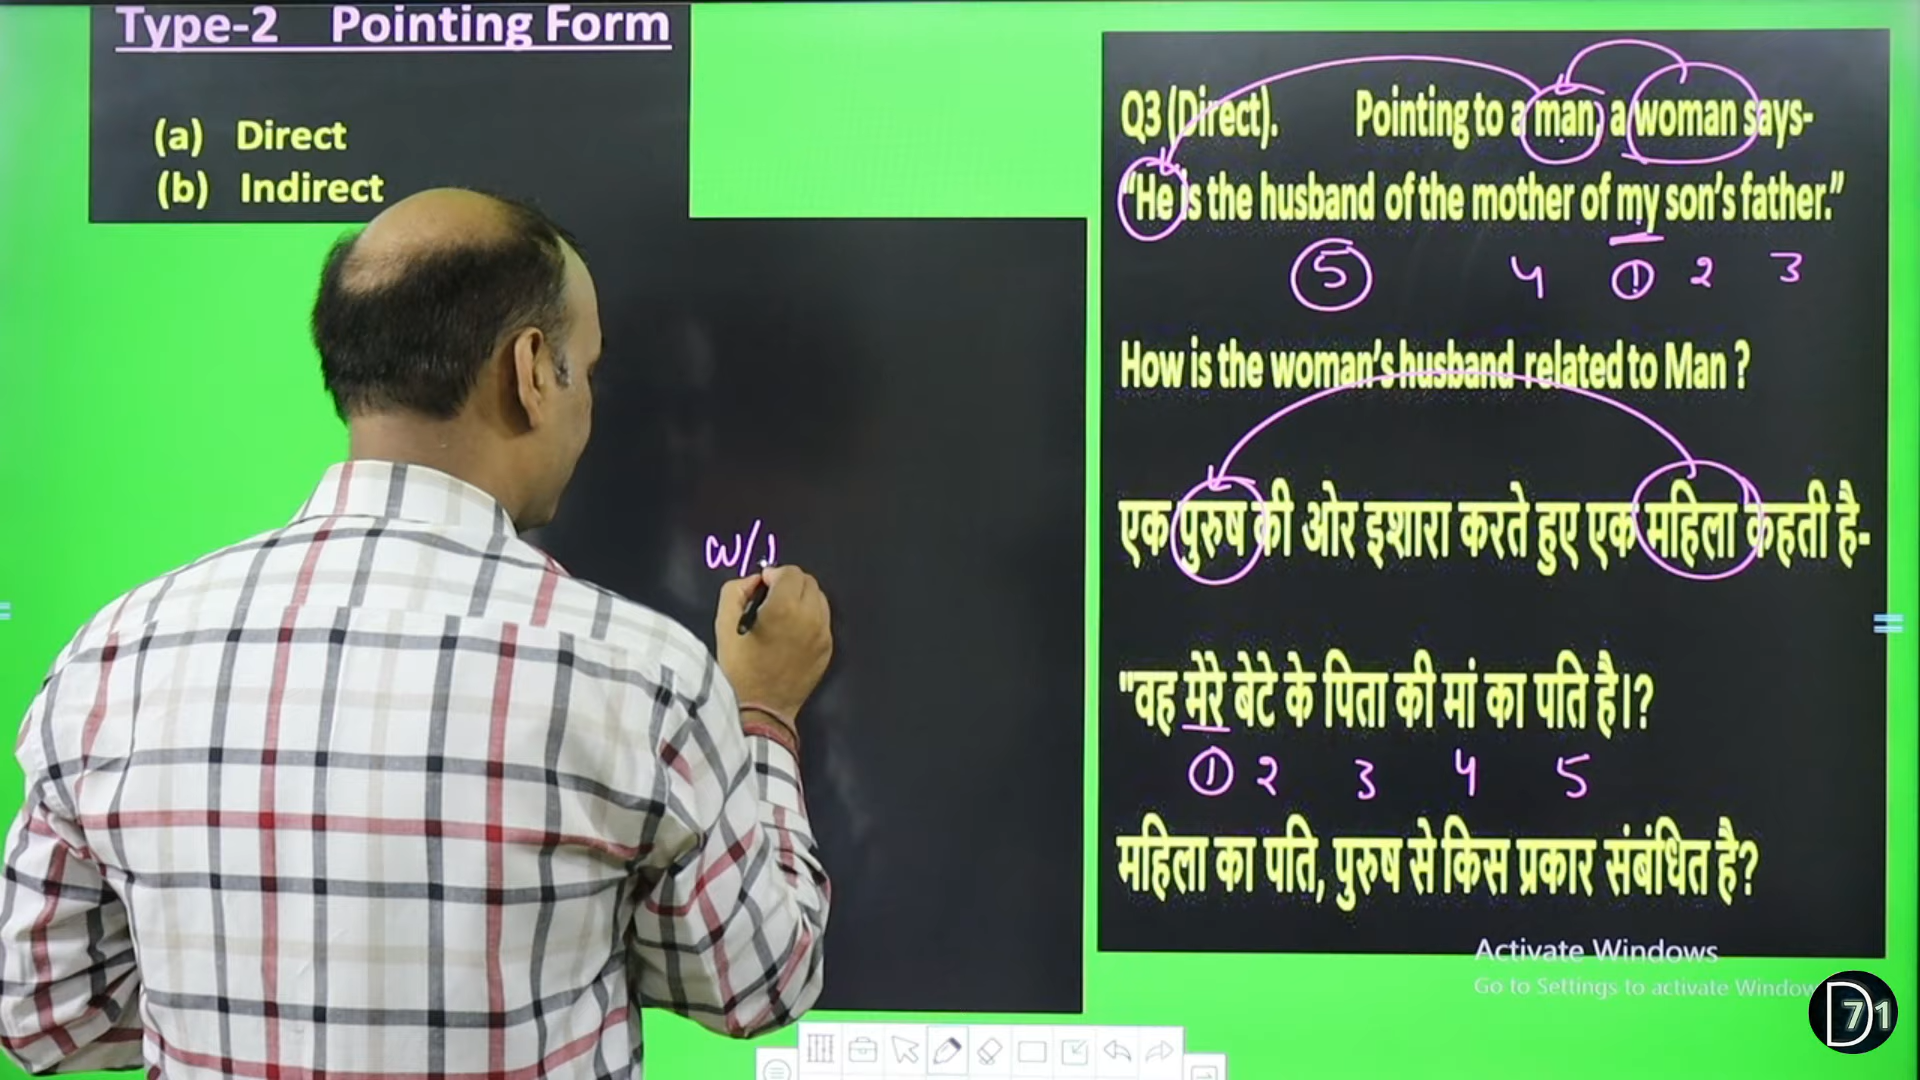 Type-2 Pointing Form
(a) Direct
(b) Indirect
Q3 (Direct). Pointing to a man, a woman says-
"He is the husband of the mother of my son's father."
5 4 1 2 3
How is the woman's husband related to Man ?
एक पुरुष की ओर इशारा करते हुए एक महिला कहती है-
"वह मेरे बेटे के पिता की मां का पति है।?
1 2 3 4 5
महिला का पति, पुरुष से किस प्रकार संबंधित है?
W/
Activate Windows
Go to Settings to activate Window
D71